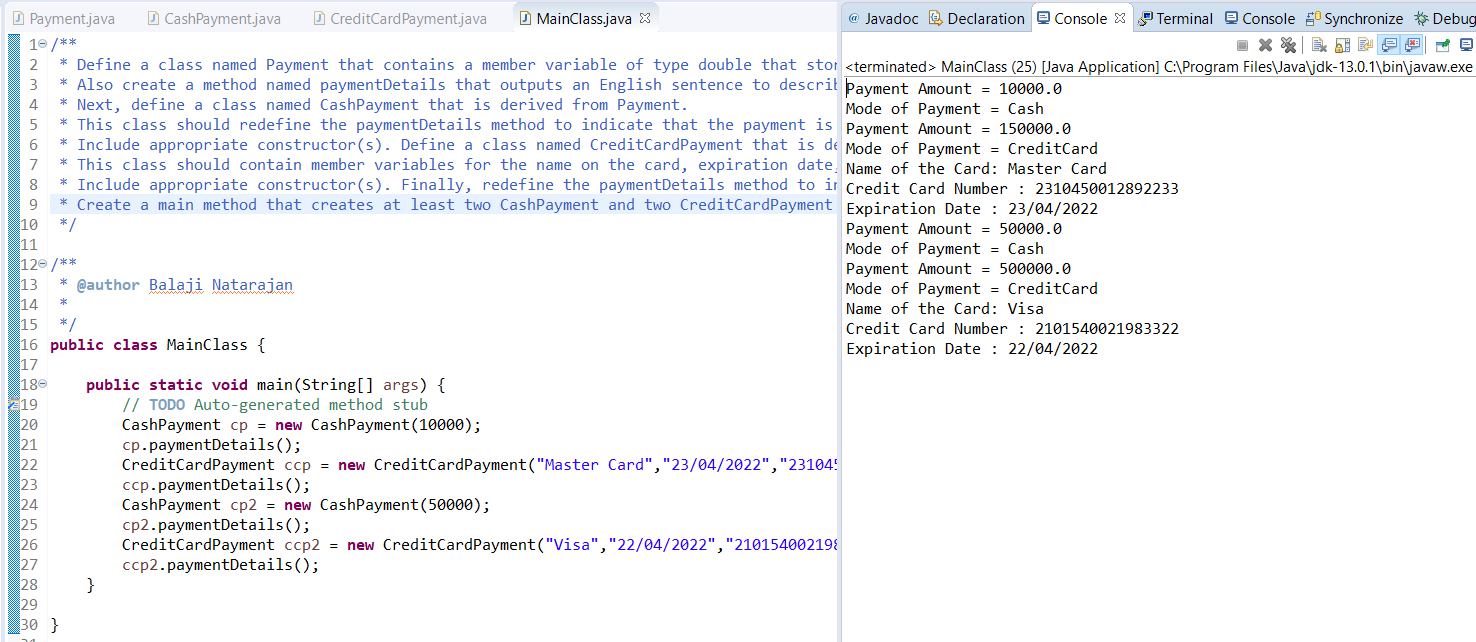 Payment.java CashPayment.java CreditCardPayment.java MainClass.java
1 /**
2 * Define a class named Payment that contains a member variable of type double that stor
3 * Also create a method named paymentDetails that outputs an English sentence to describ
4 * Next, define a class named CashPayment that is derived from Payment.
5 * This class should redefine the paymentDetails method to indicate that the payment is
6 * Include appropriate constructor(s). Define a class named CreditCardPayment that is de
7 * This class should contain member variables for the name on the card, expiration date,
8 * Include appropriate constructor(s). Finally, redefine the paymentDetails method to in
9 * Create a main method that creates at least two CashPayment and two CreditCardPayment
10 */
11
12 /**
13 * @author Balaji Natarajan
14 *
15 */
16 public class MainClass {
17
18 public static void main(String[] args) {
19 // TODO Auto-generated method stub
20 CashPayment cp = new CashPayment(10000);
21 cp.paymentDetails();
22 CreditCardPayment ccp = new CreditCardPayment("Master Card","23/04/2022","231045
23 ccp.paymentDetails();
24 CashPayment cp2 = new CashPayment(50000);
25 cp2.paymentDetails();
26 CreditCardPayment ccp2 = new CreditCardPayment("Visa","22/04/2022","210154002198
27 ccp2.paymentDetails();
28 }
29
30 }
@ Javadoc Declaration Console Terminal Console Synchronize Debug
<terminated> MainClass (25) [Java Application] C:\Program Files\Java\jdk-13.0.1\bin\javaw.exe
Payment Amount = 10000.0
Mode of Payment = Cash
Payment Amount = 150000.0
Mode of Payment = CreditCard
Name of the Card: Master Card
Credit Card Number : 2310450012892233
Expiration Date : 23/04/2022
Payment Amount = 50000.0
Mode of Payment = Cash
Payment Amount = 500000.0
Mode of Payment = CreditCard
Name of the Card: Visa
Credit Card Number : 2101540021983322
Expiration Date : 22/04/2022